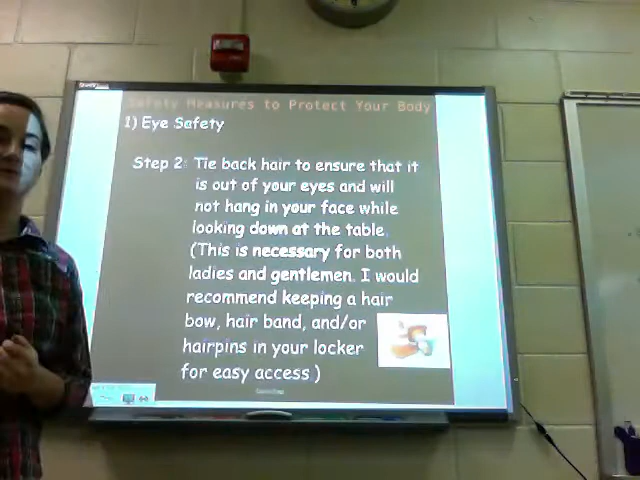 Safety Measures to Protect Your Body
1) Eye Safety
Step 2: Tie back hair to ensure that it
is out of your eyes and will
not hang in your face while
looking down at the table.
(This is necessary for both
ladies and gentlemen. I would
recommend keeping a hair
bow, hair band, and/or
hairpins in your locker
for easy access.)